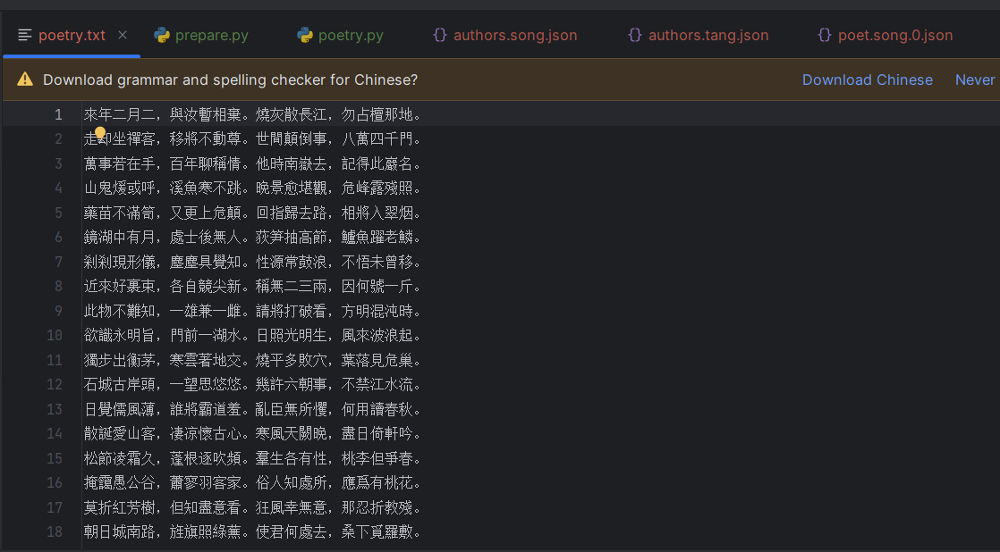 poetry.txt
prepare.py
poetry.py
authors.song.json
authors.tang.json
poet.song.0.json
Download grammar and spelling checker for Chinese?
Download Chinese
Never
1 來年二月二，與汝暫相棄。燒灰散長江，勿占檀那地。
2 走却坐禪客，移將不動尊。世間顛倒事，八萬四千門。
3 萬事若在手，百年聊稱情。他時南嶽去，記得此巖名。
4 山鬼煖或呼，溪魚寒不跳。晚景愈堪觀，危峰露殘照。
5 藥苗不滿笥，又更上危顛。回指歸去路，相將入翠烟。
6 鏡湖中有月，處士後無人。荻笋抽高節，鱸魚躍老鱗。
7 剎剎現形儀，塵塵具覺知。性源常鼓浪，不悟未曾移。
8 近來好裹束，各自競尖新。稱無二三兩，因何號一斤。
9 此物不難知，一雄兼一雌。請將打破看，方明混沌時。
10 欲識永明旨，門前一湖水。日照光明生，風來波浪起。
11 獨步出衡茅，寒雲著地交。燒平多敗穴，葉落見危巢。
12 石城古岸頭，一望思悠悠。幾許六朝事，不禁江水流。
13 日覺儒風薄，誰將霸道羞。亂臣無所懼，何用讀春秋。
14 散誕愛山客，凄凉懷古心。寒風天闕晚，盡日倚軒吟。
15 松節凌霜久，蓬根逐吹頻。羣生各有性，桃李但爭春。
16 掩靄愚公谷，蕭寥羽客家。俗人知處所，應爲有桃花。
17 莫折紅芳樹，但知盡意看。狂風幸無意，那忍折教殘。
18 朝日城南路，旌旗照綠蕪。使君何處去，桑下覓羅敷。